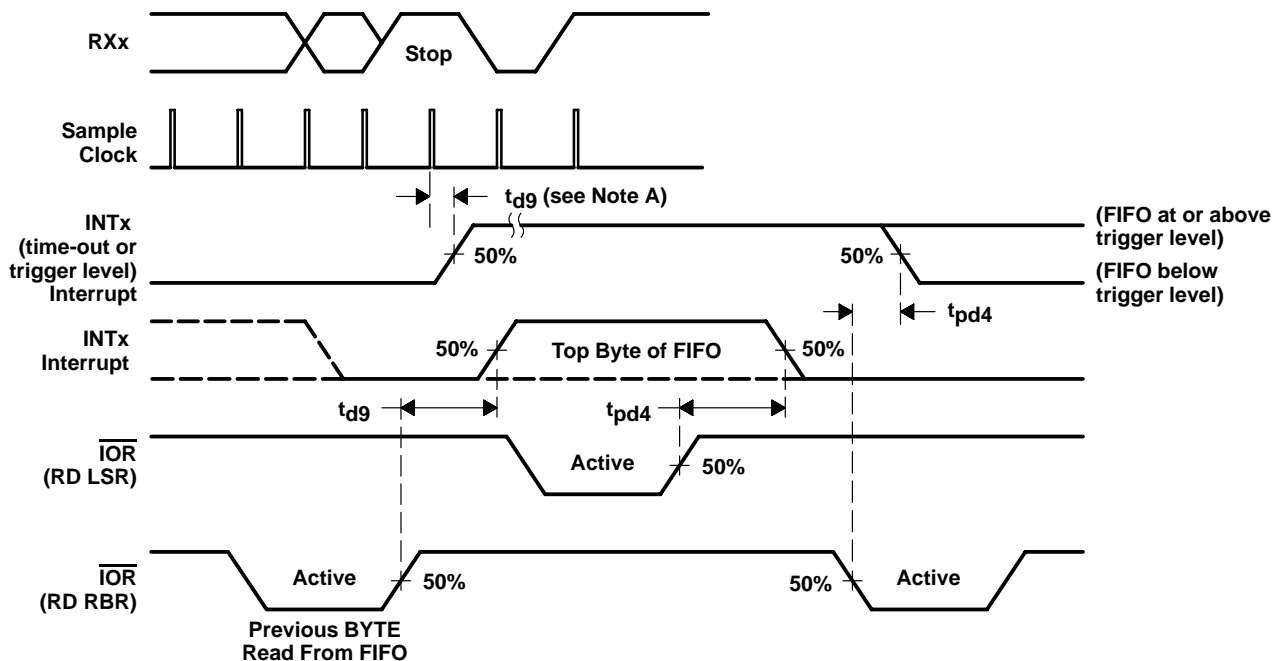 RXx
Stop
Sample
Clock
td9 (see Note A)
INTx
(time-out or
trigger level)
Interrupt
50%
50%
(FIFO at or above
trigger level)
(FIFO below
trigger level)
tpd4
INTx
Interrupt
50%
Top Byte of FIFO
50%
td9
tpd4
IOR
(RD LSR)
Active
50%
IOR
(RD RBR)
Active
50%
50%
Active
Previous BYTE
Read From FIFO